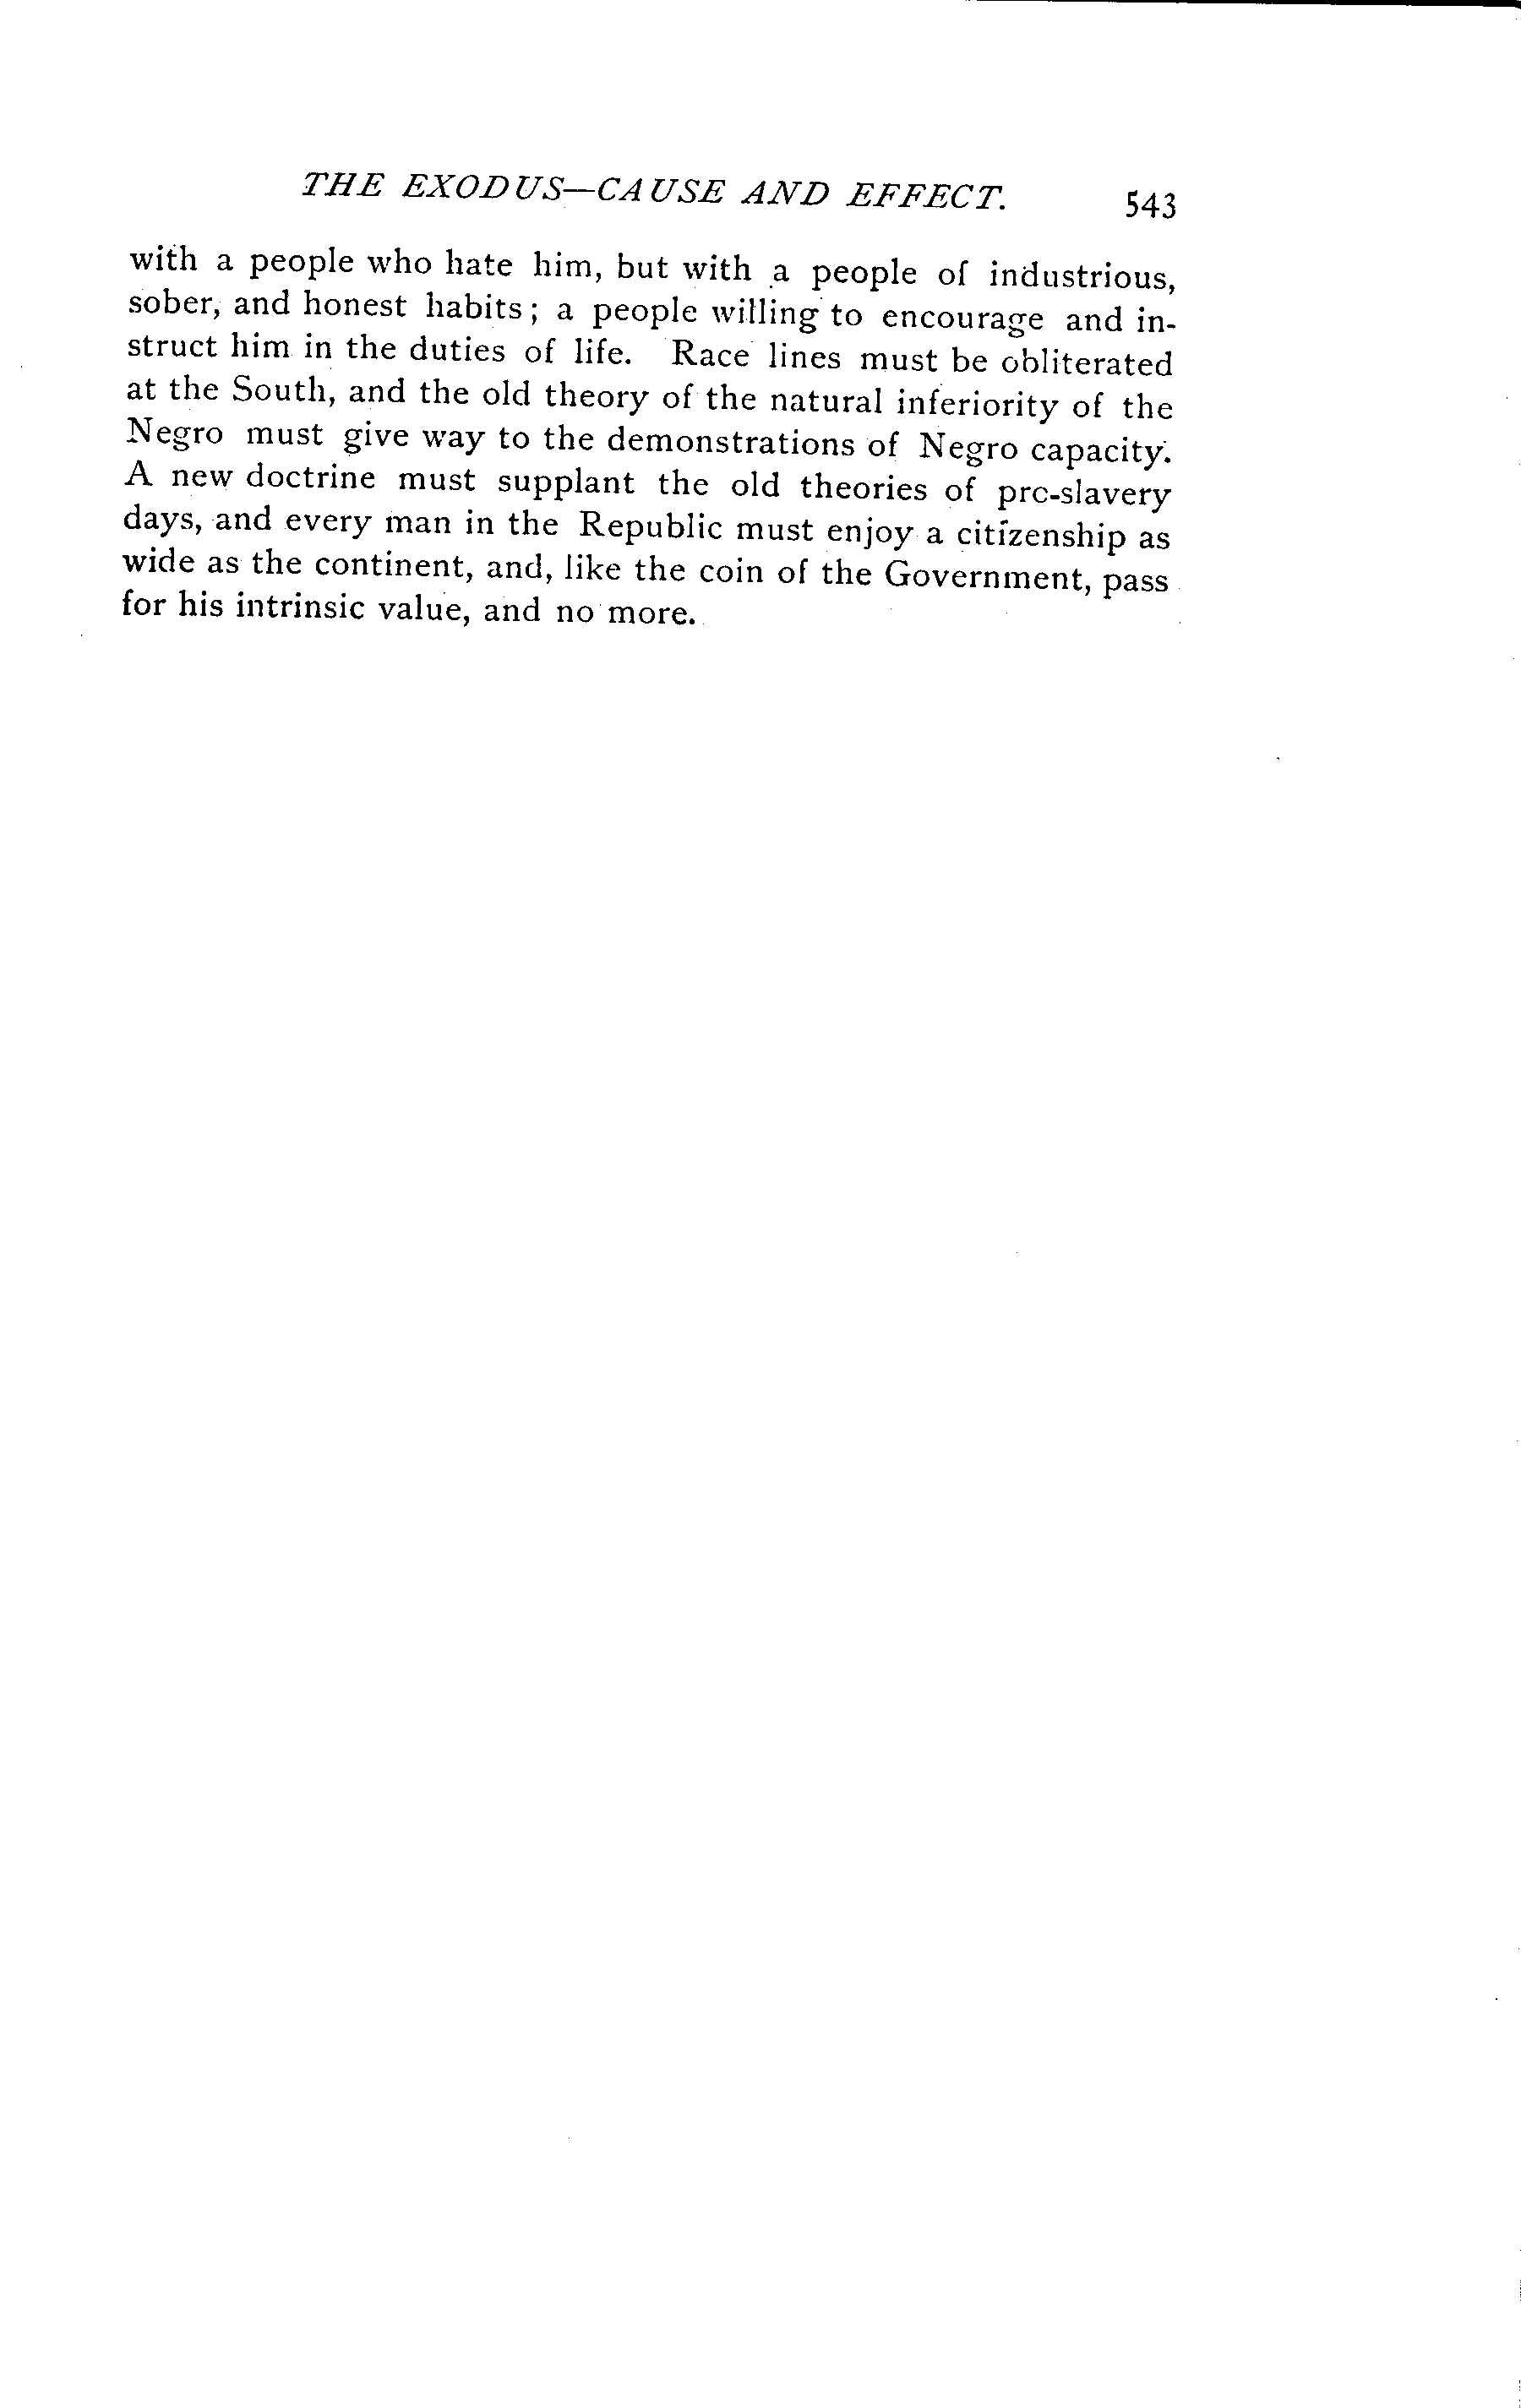 THE EXODUS—CAUSE AND EFFECT. 543
with a people who hate him, but with a people of industrious,
sober, and honest habits; a people willing to encourage and in-
struct him in the duties of life. Race lines must be obliterated
at the South, and the old theory of the natural inferiority of the
Negro must give way to the demonstrations of Negro capacity.
A new doctrine must supplant the old theories of pre-slavery
days, and every man in the Republic must enjoy a citizenship as
wide as the continent, and, like the coin of the Government, pass
for his intrinsic value, and no more.